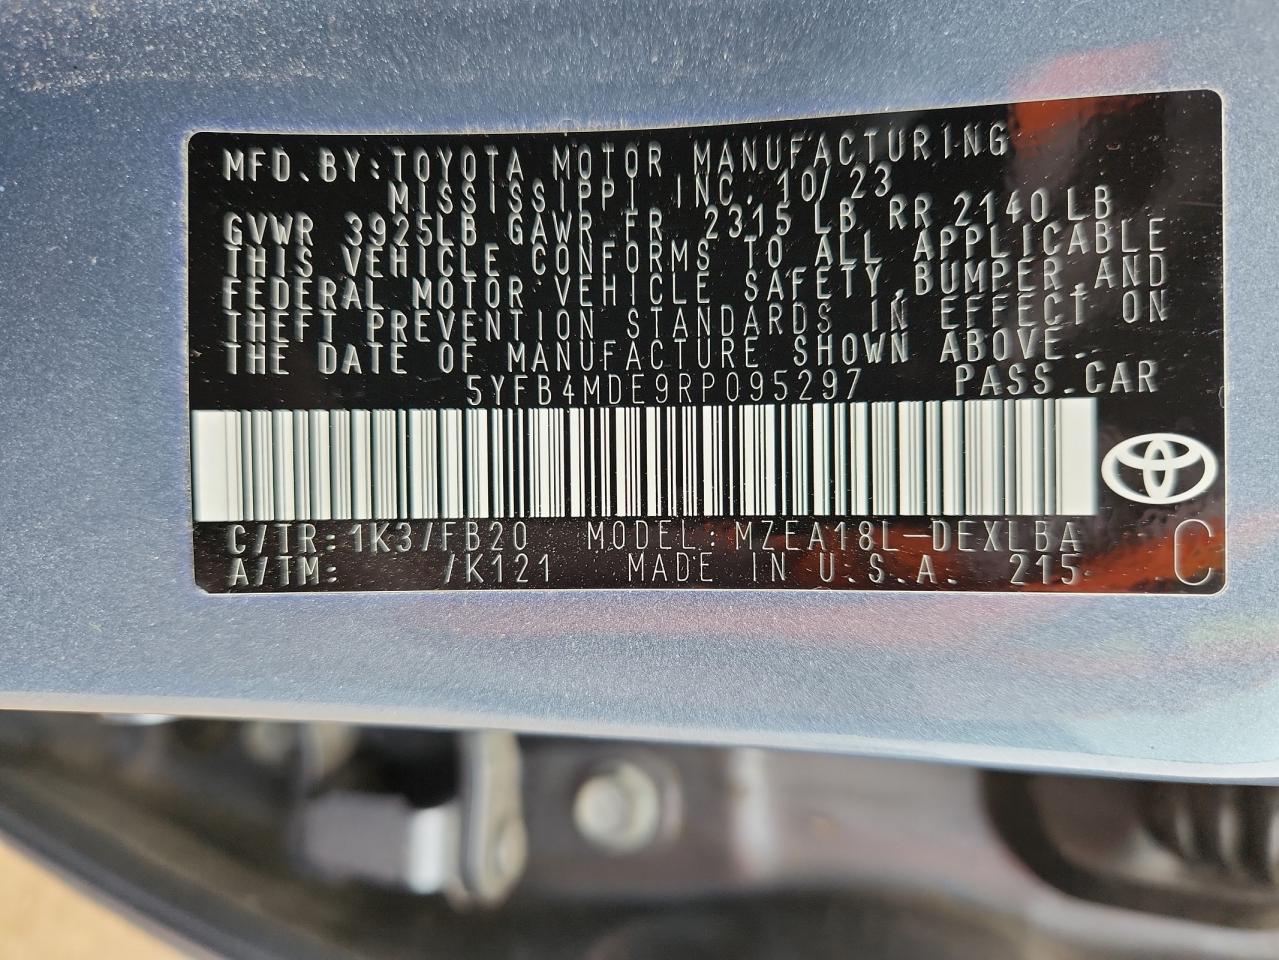 MFD. BY: TOYOTA MOTOR MANUFACTURING
MISSISSIPPI INC. 10/23
GVWR 3925LB GAWR FR 2315 LB RR 2140 LB
THIS VEHICLE CONFORMS TO ALL APPLICABLE
FEDERAL MOTOR VEHICLE SAFETY, BUMPER, AND
THEFT PREVENTION STANDARDS IN EFFECT ON
THE DATE OF MANUFACTURE SHOWN ABOVE.
5YFB4MDE9RP095297 PASS. CAR
C/TR: 1K3/FB20 MODEL: MZEA18L-DEXLBA
A/TM: /K121 MADE IN U.S.A. 215 C